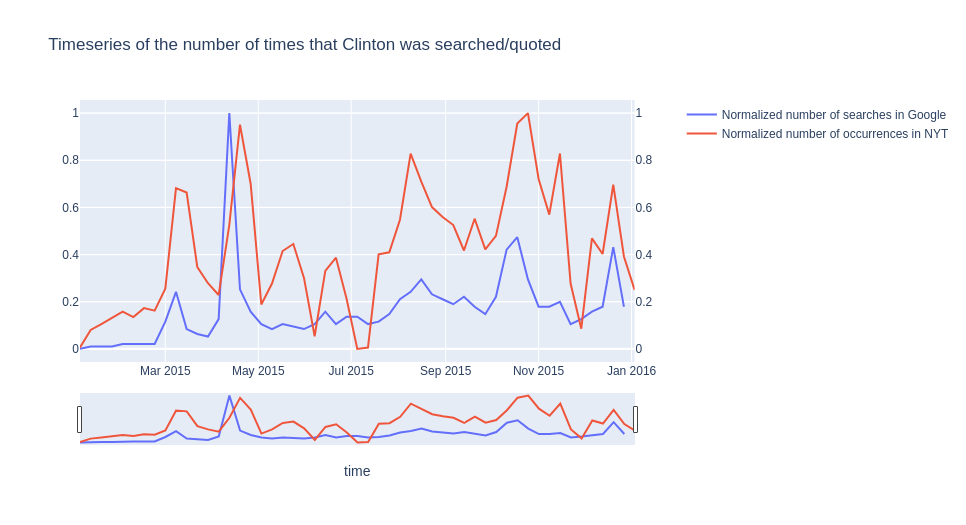 Timeseries of the number of times that Clinton was searched/quoted
Normalized number of searches in Google
Normalized number of occurrences in NYT
1
0.8
0.6
0.4
0.2
0
1
0.8
0.6
0.4
0.2
0
Mar 2015
May 2015
Jul 2015
Sep 2015
Nov 2015
Jan 2016
time